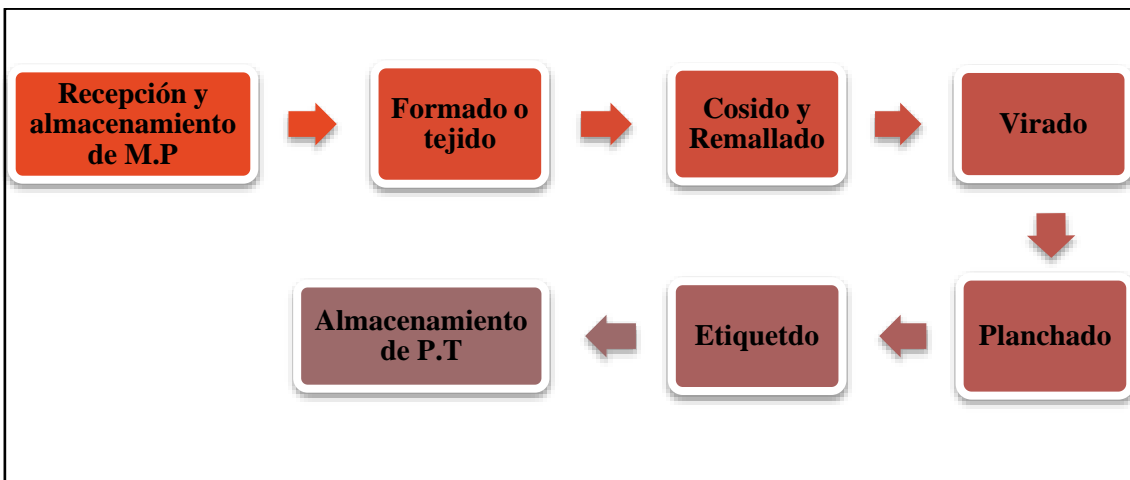 Recepción y
almacenamiento
de M.P
Formado o
tejido
Cosido y
Remallado
Virado
Planchado
Etiquetdo
Almacenamiento
de P.T